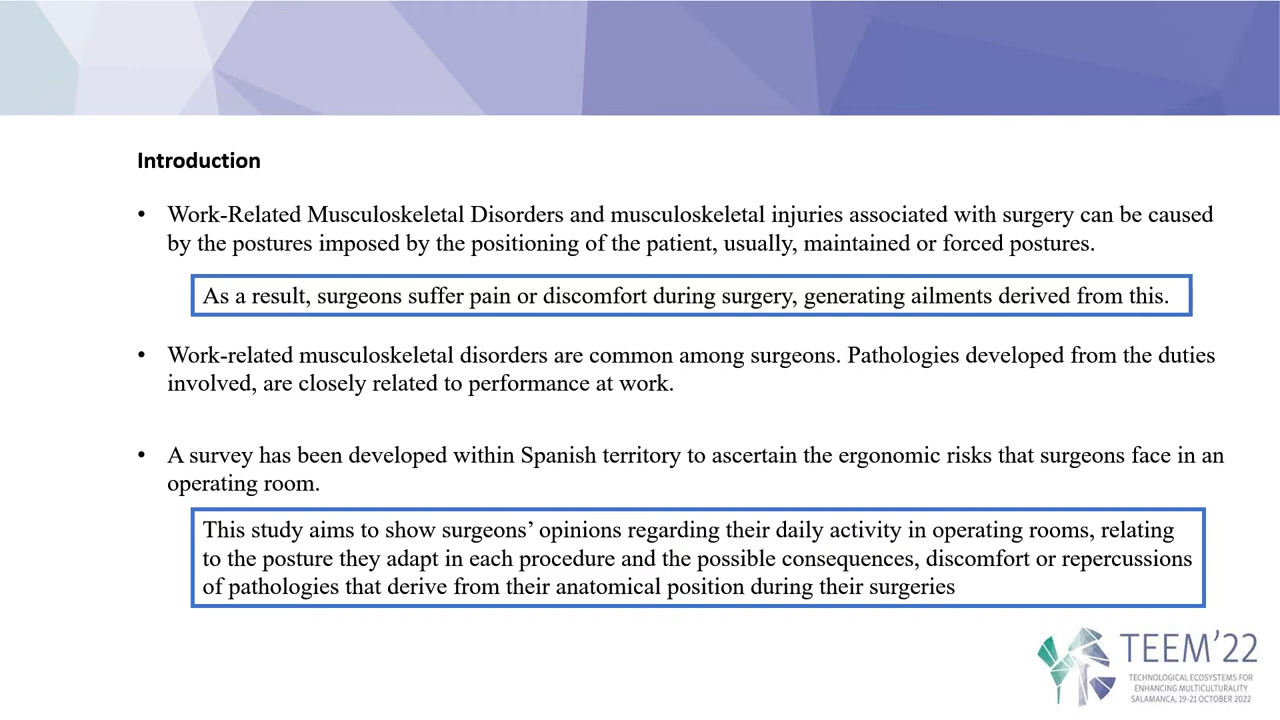 Introduction
• Work-Related Musculoskeletal Disorders and musculoskeletal injuries associated with surgery can be caused
by the postures imposed by the positioning of the patient, usually, maintained or forced postures.
As a result, surgeons suffer pain or discomfort during surgery, generating ailments derived from this.
• Work-related musculoskeletal disorders are common among surgeons. Pathologies developed from the duties
involved, are closely related to performance at work.
• A survey has been developed within Spanish territory to ascertain the ergonomic risks that surgeons face in an
operating room.
This study aims to show surgeons’ opinions regarding their daily activity in operating rooms, relating
to the posture they adapt in each procedure and the possible consequences, discomfort or repercussions
of pathologies that derive from their anatomical position during their surgeries
TEEM’22
TECHNOLOGICAL ECOSYSTEMS FOR
ENHANCING MULTICULTURALITY
SALAMANCA, 19-21 OCTOBER 2022